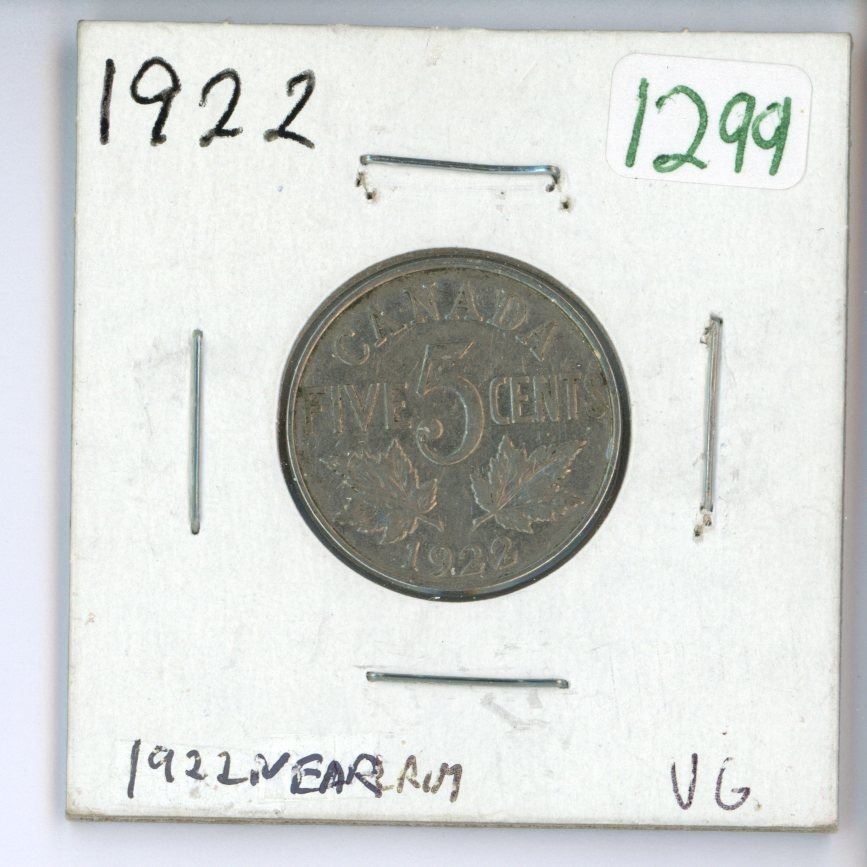 1922
1299
CANADA
FIVE 5 CENTS
1922
1922 NEAR RIM
VG